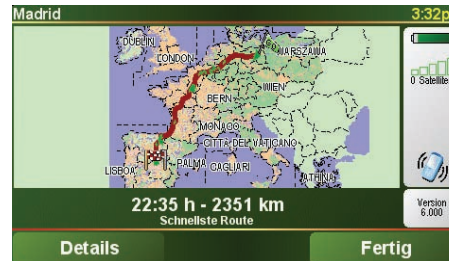 Madrid 3:32p
DUBLIN
LONDON
WARSZAWA
WIEN
BERN
MONACO
CITTÀ DEL VATICANO
LISBOA
PALMA
CAGLIARI
ATHINA
0 Satellite
22:35 h - 2351 km
Schnellste Route
Version
6.000
Details
Fertig